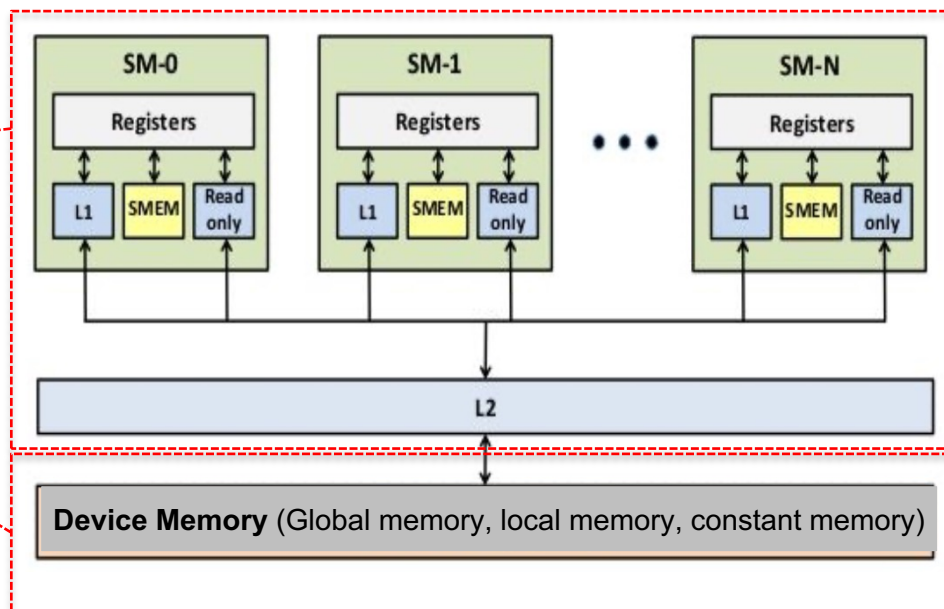 SM-0
SM-1
SM-N
Registers
Registers
Registers
L1
SMEM
Read
only
L1
SMEM
Read
only
L1
SMEM
Read
only
L2
Device Memory (Global memory, local memory, constant memory)